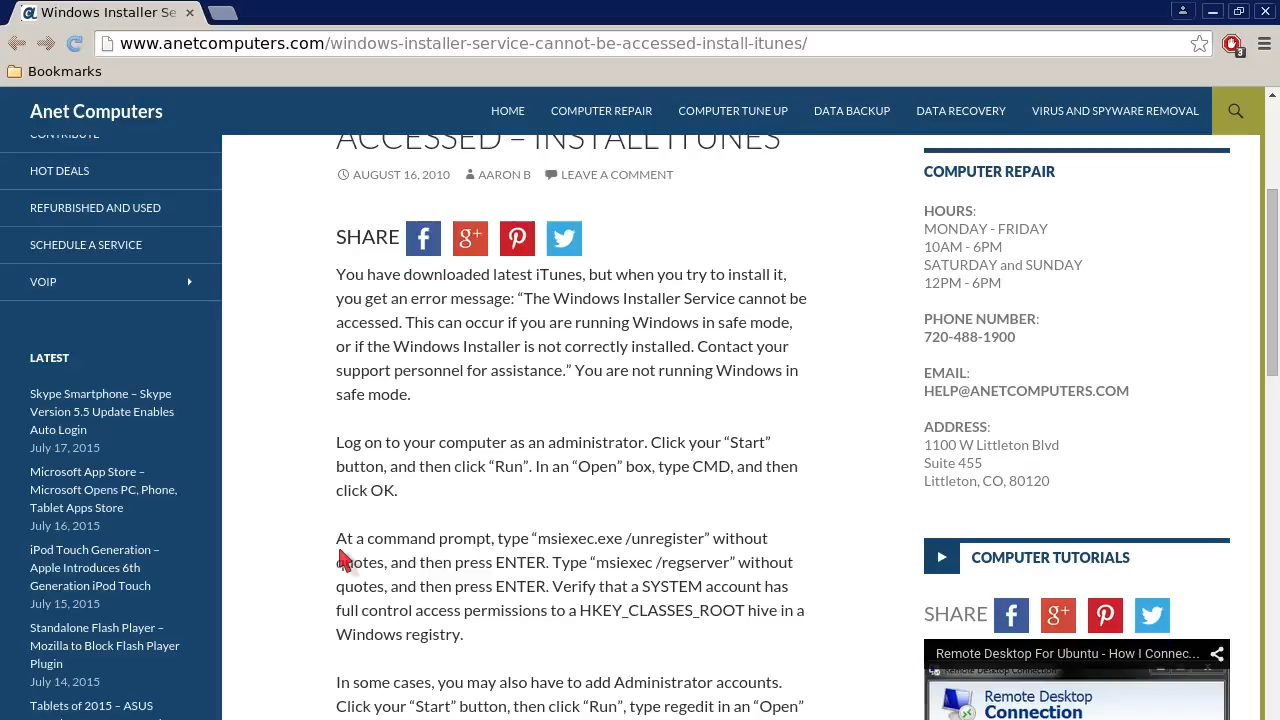 Windows Installer Se
www.anetcomputers.com/windows-installer-service-cannot-be-accessed-install-itunes/
3
Bookmarks
Anet Computers
HOME
COMPUTER REPAIR
COMPUTER TUNE UP
DATA BACKUP
DATA RECOVERY
VIRUS AND SPYWARE REMOVAL
CONTRIBUTE
HOT DEALS
REFURBISHED AND USED
SCHEDULE A SERVICE
VOIP
LATEST
Skype Smartphone – Skype
Version 5.5 Update Enables
Auto Login
July 17, 2015
Microsoft App Store –
Microsoft Opens PC, Phone,
Tablet Apps Store
July 16, 2015
iPod Touch Generation –
Apple Introduces 6th
Generation iPod Touch
July 15, 2015
Standalone Flash Player –
Mozilla to Block Flash Player
Plugin
July 14, 2015
Tablets of 2015 – ASUS
ACCESSED – INSTALL ITUNES
AUGUST 16, 2010 AARON B LEAVE A COMMENT
SHARE
You have downloaded latest iTunes, but when you try to install it,
you get an error message: “The Windows Installer Service cannot be
accessed. This can occur if you are running Windows in safe mode,
or if the Windows Installer is not correctly installed. Contact your
support personnel for assistance.” You are not running Windows in
safe mode.
Log on to your computer as an administrator. Click your “Start”
button, and then click “Run”. In an “Open” box, type CMD, and then
click OK.
At a command prompt, type “msiexec.exe /unregister” without
quotes, and then press ENTER. Type “msiexec /regserver” without
quotes, and then press ENTER. Verify that a SYSTEM account has
full control access permissions to a HKEY_CLASSES_ROOT hive in a
Windows registry.
In some cases, you may also have to add Administrator accounts.
Click your “Start” button, then click “Run”, type regedit in an “Open”
COMPUTER REPAIR
HOURS:
MONDAY - FRIDAY
10AM - 6PM
SATURDAY and SUNDAY
12PM - 6PM
PHONE NUMBER:
720-488-1900
EMAIL:
HELP@ANETCOMPUTERS.COM
ADDRESS:
1100 W Littleton Blvd
Suite 455
Littleton, CO, 80120
COMPUTER TUTORIALS
SHARE
Remote Desktop For Ubuntu - How I Connec...
Remote Desktop Connection
Remote Desktop
Connection